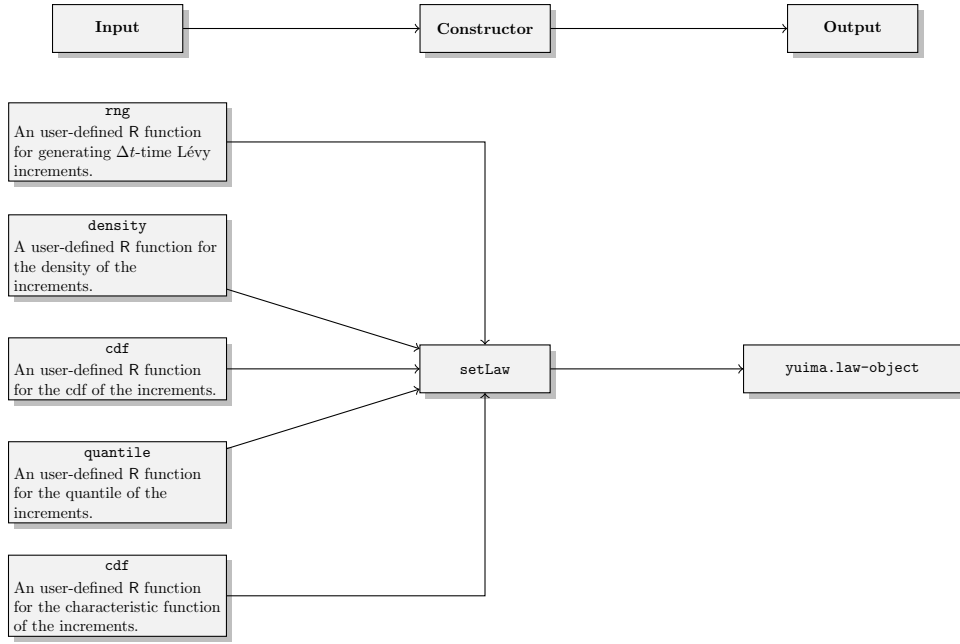 Input
Constructor
Output
rng
An user-defined R function
for generating Δt-time Lévy
increments.
density
A user-defined R function for
the density of the
increments.
cdf
An user-defined R function
for the cdf of the increments.
setLaw
yuima.law-object
quantile
An user-defined R function
for the quantile of the
increments.
cdf
An user-defined R function
for the characteristic function
of the increments.